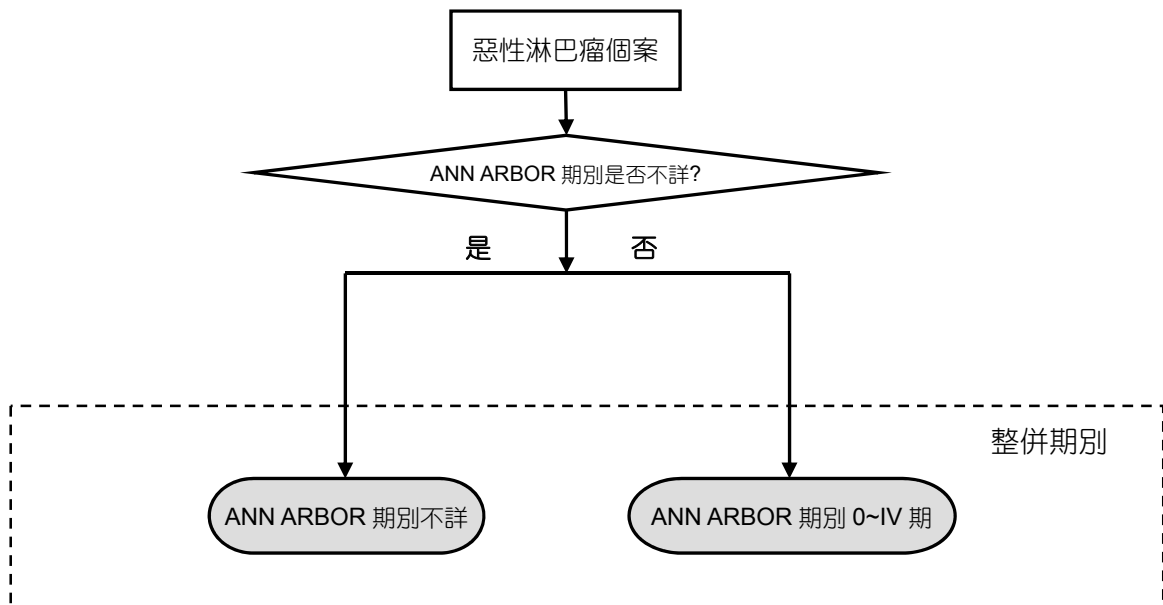 惡性淋巴瘤個案
ANN ARBOR 期別是否不詳?
是
否
整併期別
ANN ARBOR 期別不詳
ANN ARBOR 期別 0~IV 期